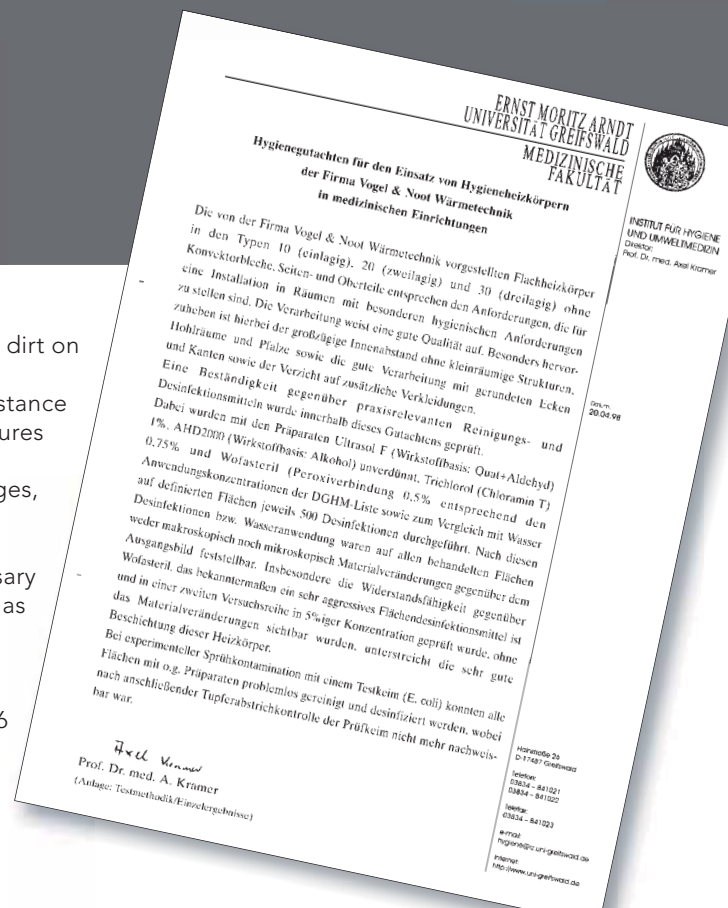 dirt on
stance
ures
ges,
sary
as
6
ERNST MORITZ ARNDT
UNIVERSITÄT GREIFSWALD
MEDIZINISCHE
FAKULTÄT
INSTITUT FÜR HYGIENE
UND UMWELTMEDIZIN
Direktor:
Prof. Dr. med. Axel Kramer
Hygienegutachten für den Einsatz von Hygieneheizkörpern
der Firma Vogel & Noot Wärmetechnik
in medizinischen Einrichtungen
Datum
20.04.98
Die von der Firma Vogel & Noot Wärmetechnik vorgestellten Flachheizkörper
in den Typen 10 (einlagig), 20 (zweilagig) und 30 (dreilagig) ohne
Konvektorbleche, Seiten- und Oberteile entsprechen den Anforderungen, die für
eine Installation in Räumen mit besonderen hygienischen Anforderungen
zu stellen sind. Die Verarbeitung weist eine gute Qualität auf. Besonders hervor-
zuheben ist hierbei der großzügige Innenabstand ohne kleinräumige Strukturen,
Hohlräume und Pfalze sowie die gute Verarbeitung mit gerundeten Ecken
und Kanten sowie der Verzicht auf zusätzliche Verkleidungen.
Eine Beständigkeit gegenüber praxisrelevanten Reinigungs- und
Desinfektionsmitteln wurde innerhalb dieses Gutachtens geprüft.
Dabei wurden mit den Präparaten Ultrasol F (Wirkstoffbasis: Quat+Aldehyd)
1%, AHD2000 (Wirkstoffbasis: Alkohol) unverdünnt, Trichlorol (Chloramin T)
0,75% und Wofasteril (Peroxiverbindung 0,5% entsprechend den
Anwendungskonzentrationen der DGHM-Liste sowie zum Vergleich mit Wasser
auf definierten Flächen jeweils 500 Desinfektionen durchgeführt. Nach diesen
Desinfektionen bzw. Wasseranwendung waren auf allen behandelten Flächen
weder makroskopisch noch mikroskopisch Materialveränderungen gegenüber dem
Ausgangsbild feststellbar. Insbesondere die Widerstandsfähigkeit gegenüber
Wofasteril, das bekanntermaßen ein sehr aggressives Flächendesinfektionsmittel ist
und in einer zweiten Versuchsreihe in 5%iger Konzentration geprüft wurde, ohne
das Materialveränderungen sichtbar wurden, unterstreicht die sehr gute
Beschichtung dieser Heizkörper.
Bei experimenteller Sprühkontamination mit einem Testkeim (E. coli) konnten alle
Flächen mit o.g. Präparaten problemlos gereinigt und desinfiziert werden, wobei
nach anschließender Tupferabstrichkontrolle der Prüfkeim nicht mehr nachweis-
bar war.
Axel Kramer
Prof. Dr. med. A. Kramer
(Anlage: Testmethodik/Einzelergebnisse)
D-17487 Greifswald
Telefon:
03834 - 841021
03834 - 841022
Telefax:
03834 - 841023
e-mail:
Internet:
http://www.uni-greifswald.de